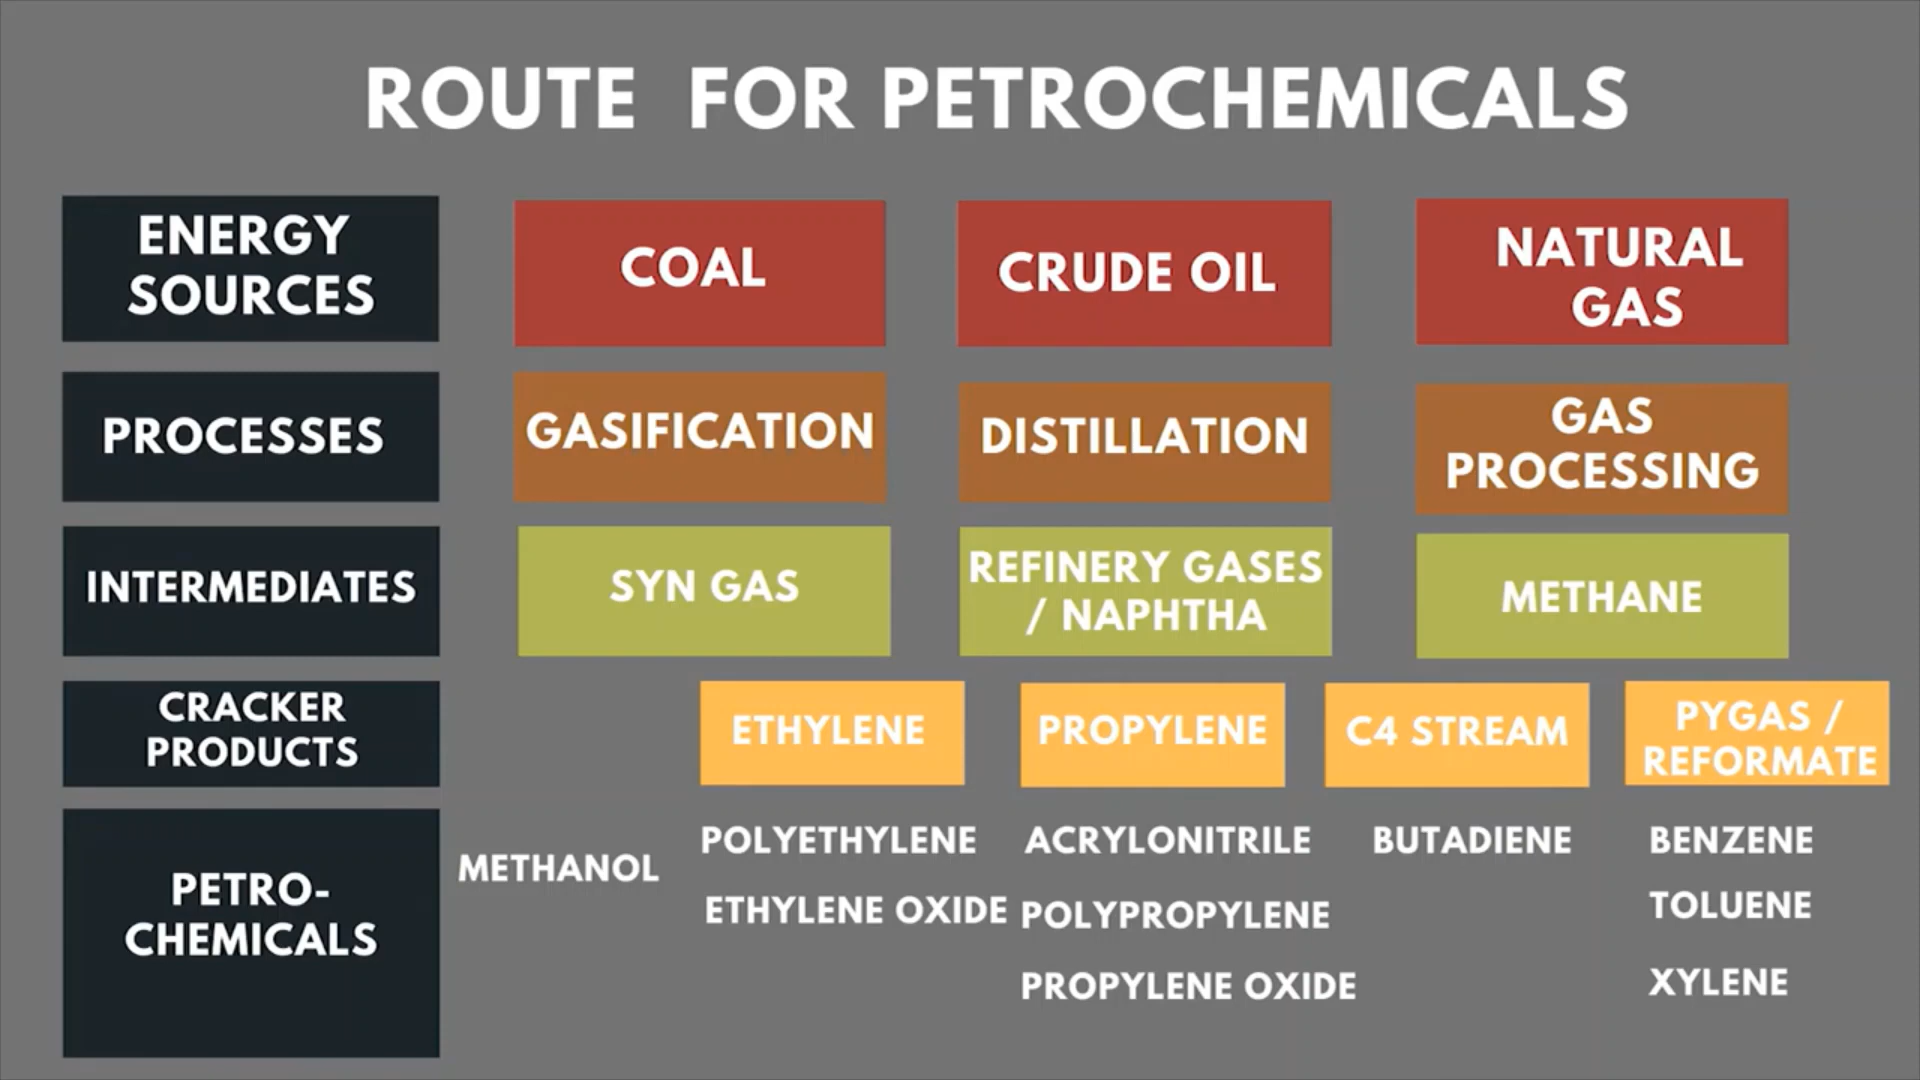 ROUTE FOR PETROCHEMICALS
ENERGY
SOURCES
COAL
CRUDE OIL
NATURAL
GAS
PROCESSES
GASIFICATION
DISTILLATION
GAS
PROCESSING
INTERMEDIATES
SYN GAS
REFINERY GASES
/ NAPHTHA
METHANE
CRACKER
PRODUCTS
ETHYLENE
PROPYLENE
C4 STREAM
PYGAS /
REFORMATE
PETRO-
CHEMICALS
METHANOL
POLYETHYLENE
ETHYLENE OXIDE
ACRYLONITRILE
POLYPROPYLENE
PROPYLENE OXIDE
BUTADIENE
BENZENE
TOLUENE
XYLENE